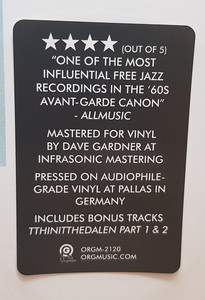 ★★★★ (OUT OF 5)
“ONE OF THE MOST
INFLUENTIAL FREE JAZZ
RECORDINGS IN THE ’60S
AVANT-GARDE CANON”
- ALLMUSIC
MASTERED FOR VINYL
BY DAVE GARDNER AT
INFRASONIC MASTERING
PRESSED ON AUDIOPHILE-
GRADE VINYL AT PALLAS IN
GERMANY
INCLUDES BONUS TRACKS
TTHINITTHEDALEN PART 1 & 2
ORGM-2120
ORGMUSIC.COM